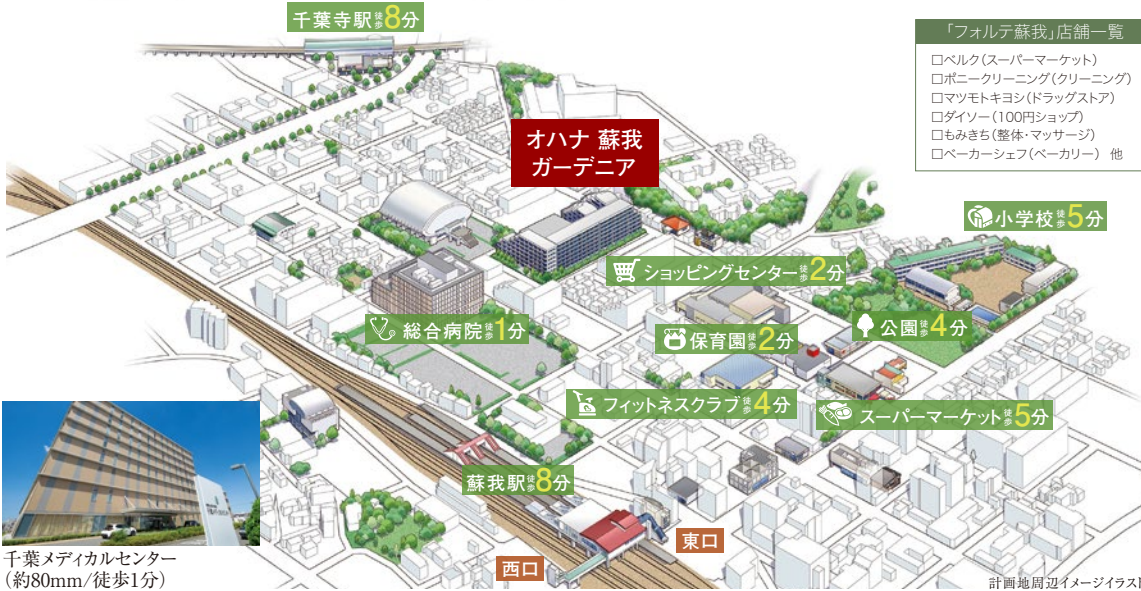 千葉寺駅徒歩8分
「フォルテ蘇我」店舗一覧
□ベルク(スーパーマーケット)
□ポニークリーニング(クリーニング)
□マツモトキヨシ(ドラッグストア)
□ダイソー(100円ショップ)
□もみきち(整体・マッサージ)
□ベーカーシェフ(ベーカリー) 他
オハナ 蘇我
ガーデニア
小学校徒歩5分
ショッピングセンター徒歩2分
総合病院徒歩1分
保育園徒歩2分
公園徒歩4分
フィットネスクラブ徒歩4分
スーパーマーケット徒歩5分
蘇我駅徒歩8分
東口
西口
千葉メディカルセンター
(約80mm/徒歩1分)
計画地周辺イメージイラスト